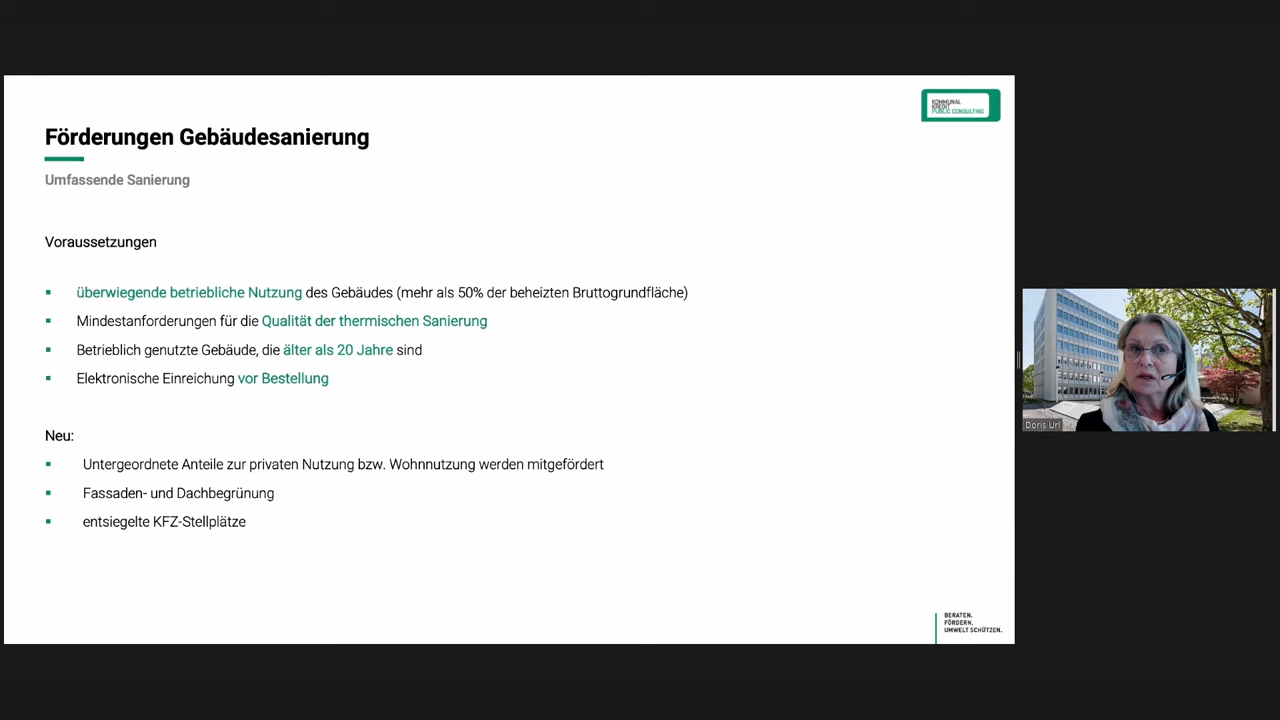 KOMMUNAL
KREDIT
PUBLIC CONSULTING
Förderungen Gebäudesanierung
Umfassende Sanierung
Voraussetzungen
▪ überwiegende betriebliche Nutzung des Gebäudes (mehr als 50% der beheizten Bruttogrundfläche)
▪ Mindestanforderungen für die Qualität der thermischen Sanierung
▪ Betrieblich genutzte Gebäude, die älter als 20 Jahre sind
▪ Elektronische Einreichung vor Bestellung
Neu:
▪ Untergeordnete Anteile zur privaten Nutzung bzw. Wohnnutzung werden mitgefördert
▪ Fassaden- und Dachbegrünung
▪ entsiegelte KFZ-Stellplätze
BERATEN.
FÖRDERN.
UMWELT SCHÜTZEN.
Doris Url